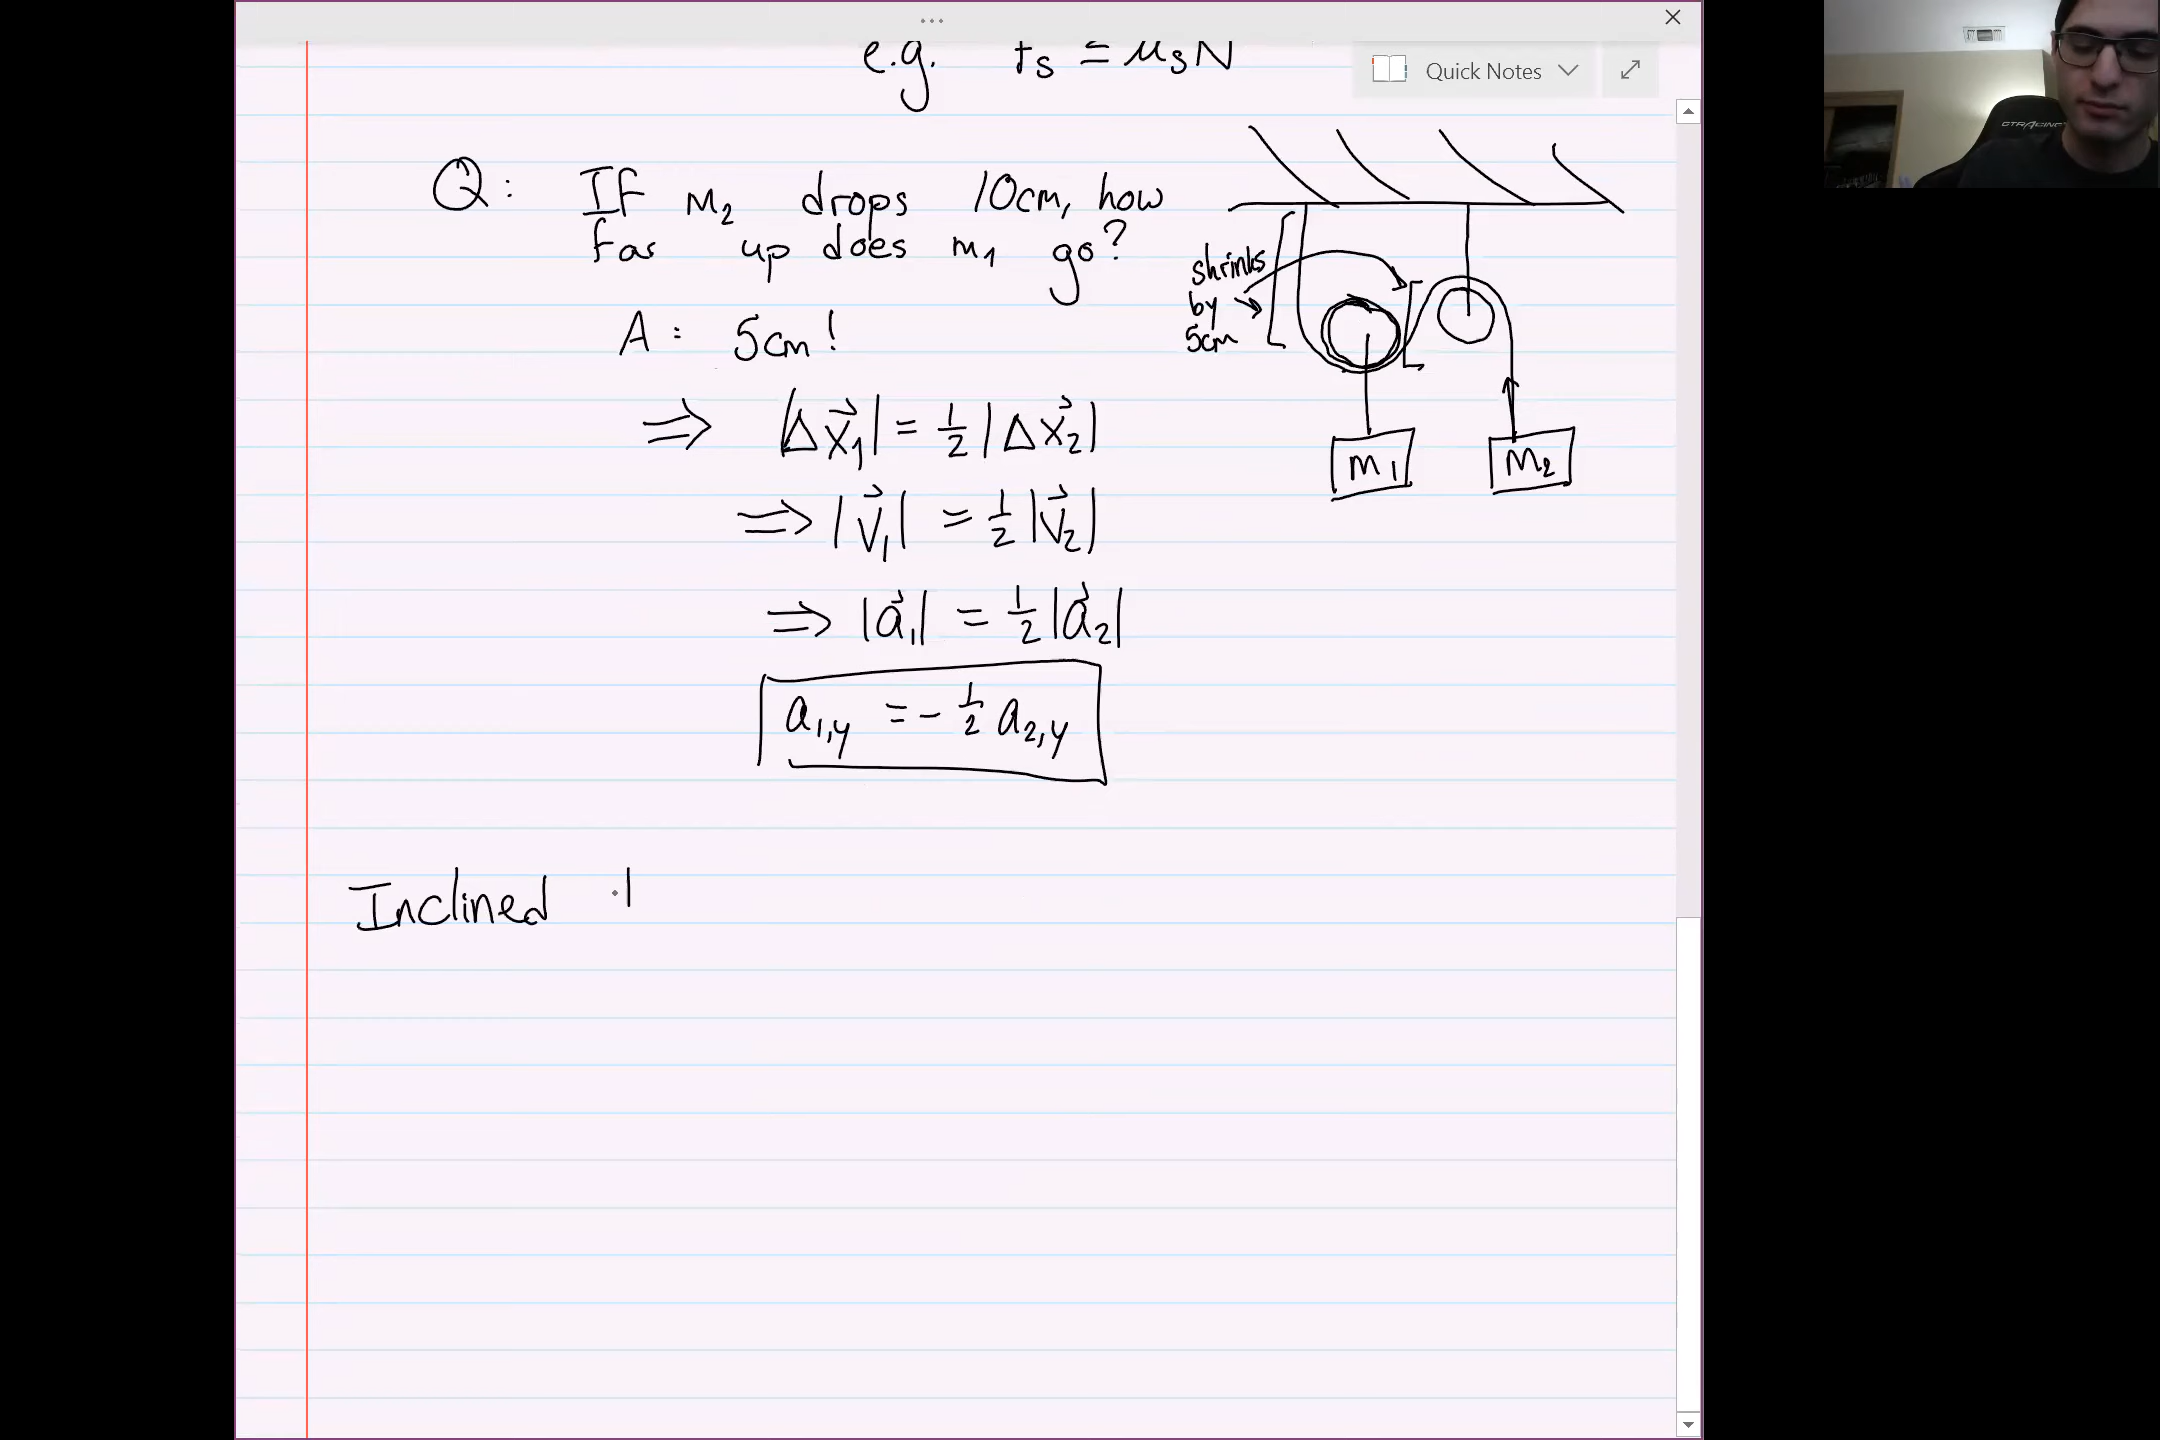 e.g. fs = μsN
Quick Notes
Q: If m2 drops 10cm, how
far up does m1 go?
A: 5cm!
⇒ |Δx⃗1| = 1/2 |Δx⃗2|
⇒ |v⃗1| = 1/2 |v⃗2|
⇒ |a⃗1| = 1/2 |a⃗2|
a1,y = - 1/2 a2,y
shrinks
by
5cm
m1
m2
Inclined
GTRACING